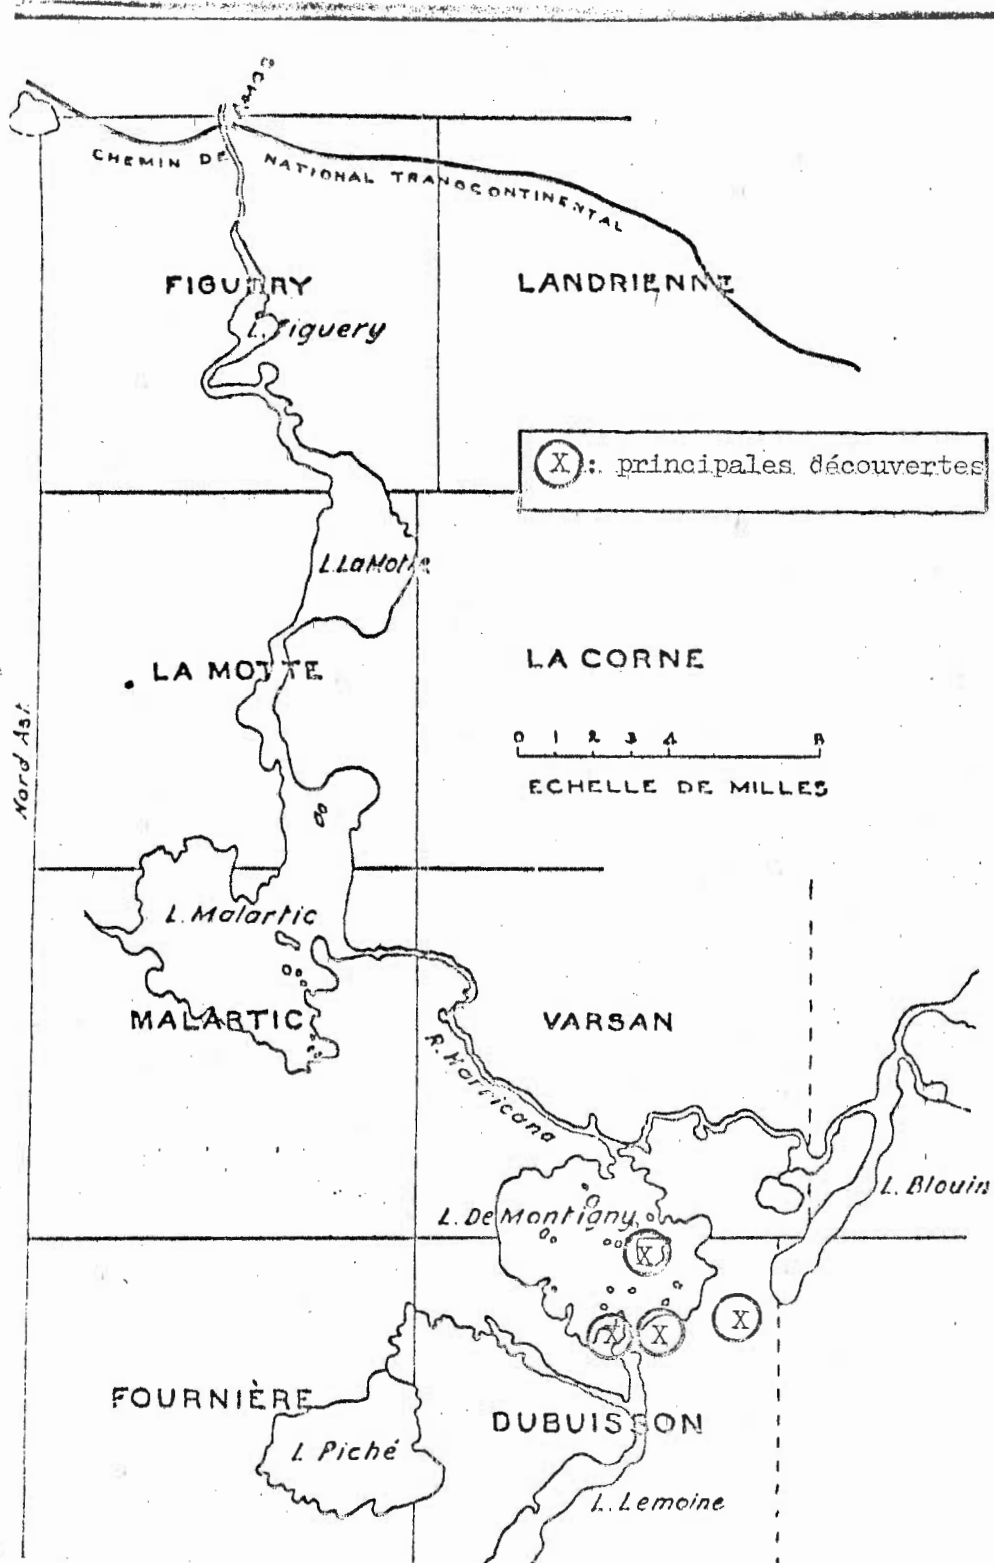 AMOS
CHEMIN DE NATIONAL TRANSCONTINENTAL
FIGUERY
LANDRIENNE
L. Figuery
X : principales découvertes
L. LaMotte
LA MOTTE
LA CORNE
0 1 2 3 4 8
ECHELLE DE MILLES
Nord Ast.
L. Malartic
MALARTIC
VARSAN
R. Harricana
L. Blouin
L. De Montigny
X
X
X
X
FOURNIÈRE
DUBUISSON
L. Piché
L. Lemoine